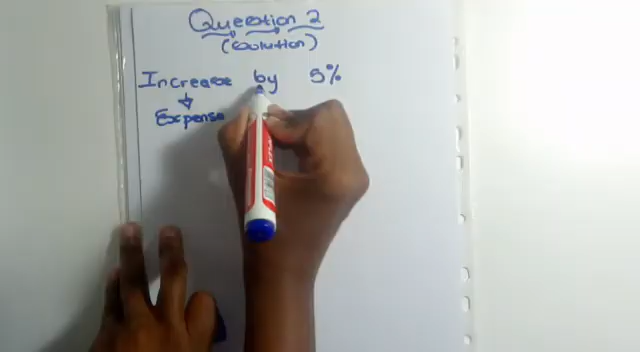 Question 2
(Solution)
Increase by 5%
Expense